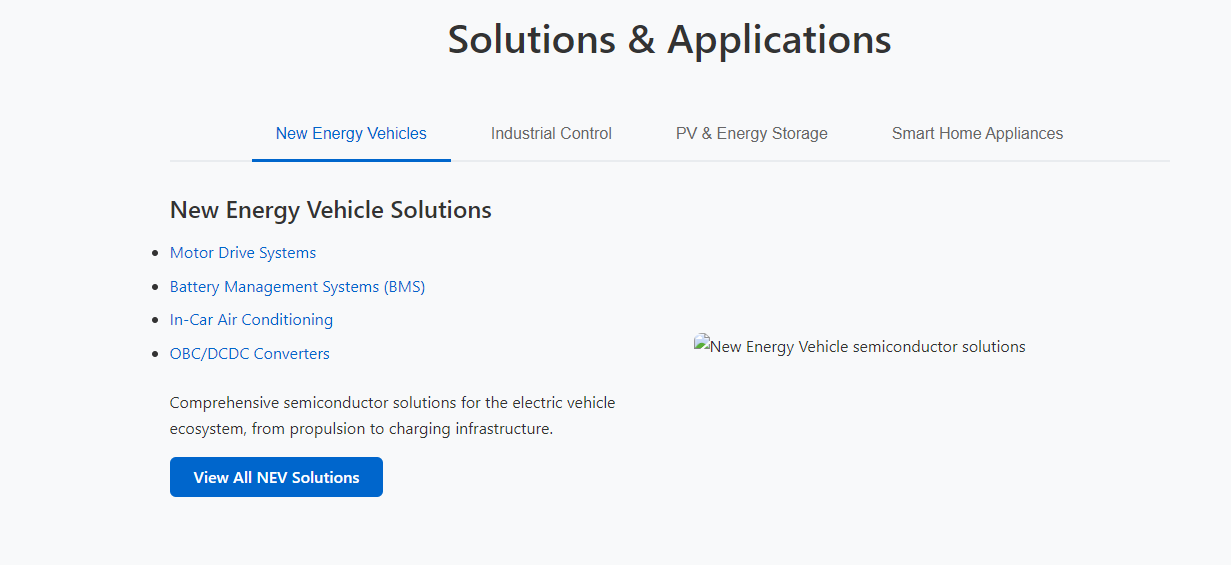 Solutions & Applications
New Energy Vehicles
Industrial Control
PV & Energy Storage
Smart Home Appliances
New Energy Vehicle Solutions
Motor Drive Systems
Battery Management Systems (BMS)
In-Car Air Conditioning
OBC/DCDC Converters
Comprehensive semiconductor solutions for the electric vehicle
ecosystem, from propulsion to charging infrastructure.
View All NEV Solutions
New Energy Vehicle semiconductor solutions